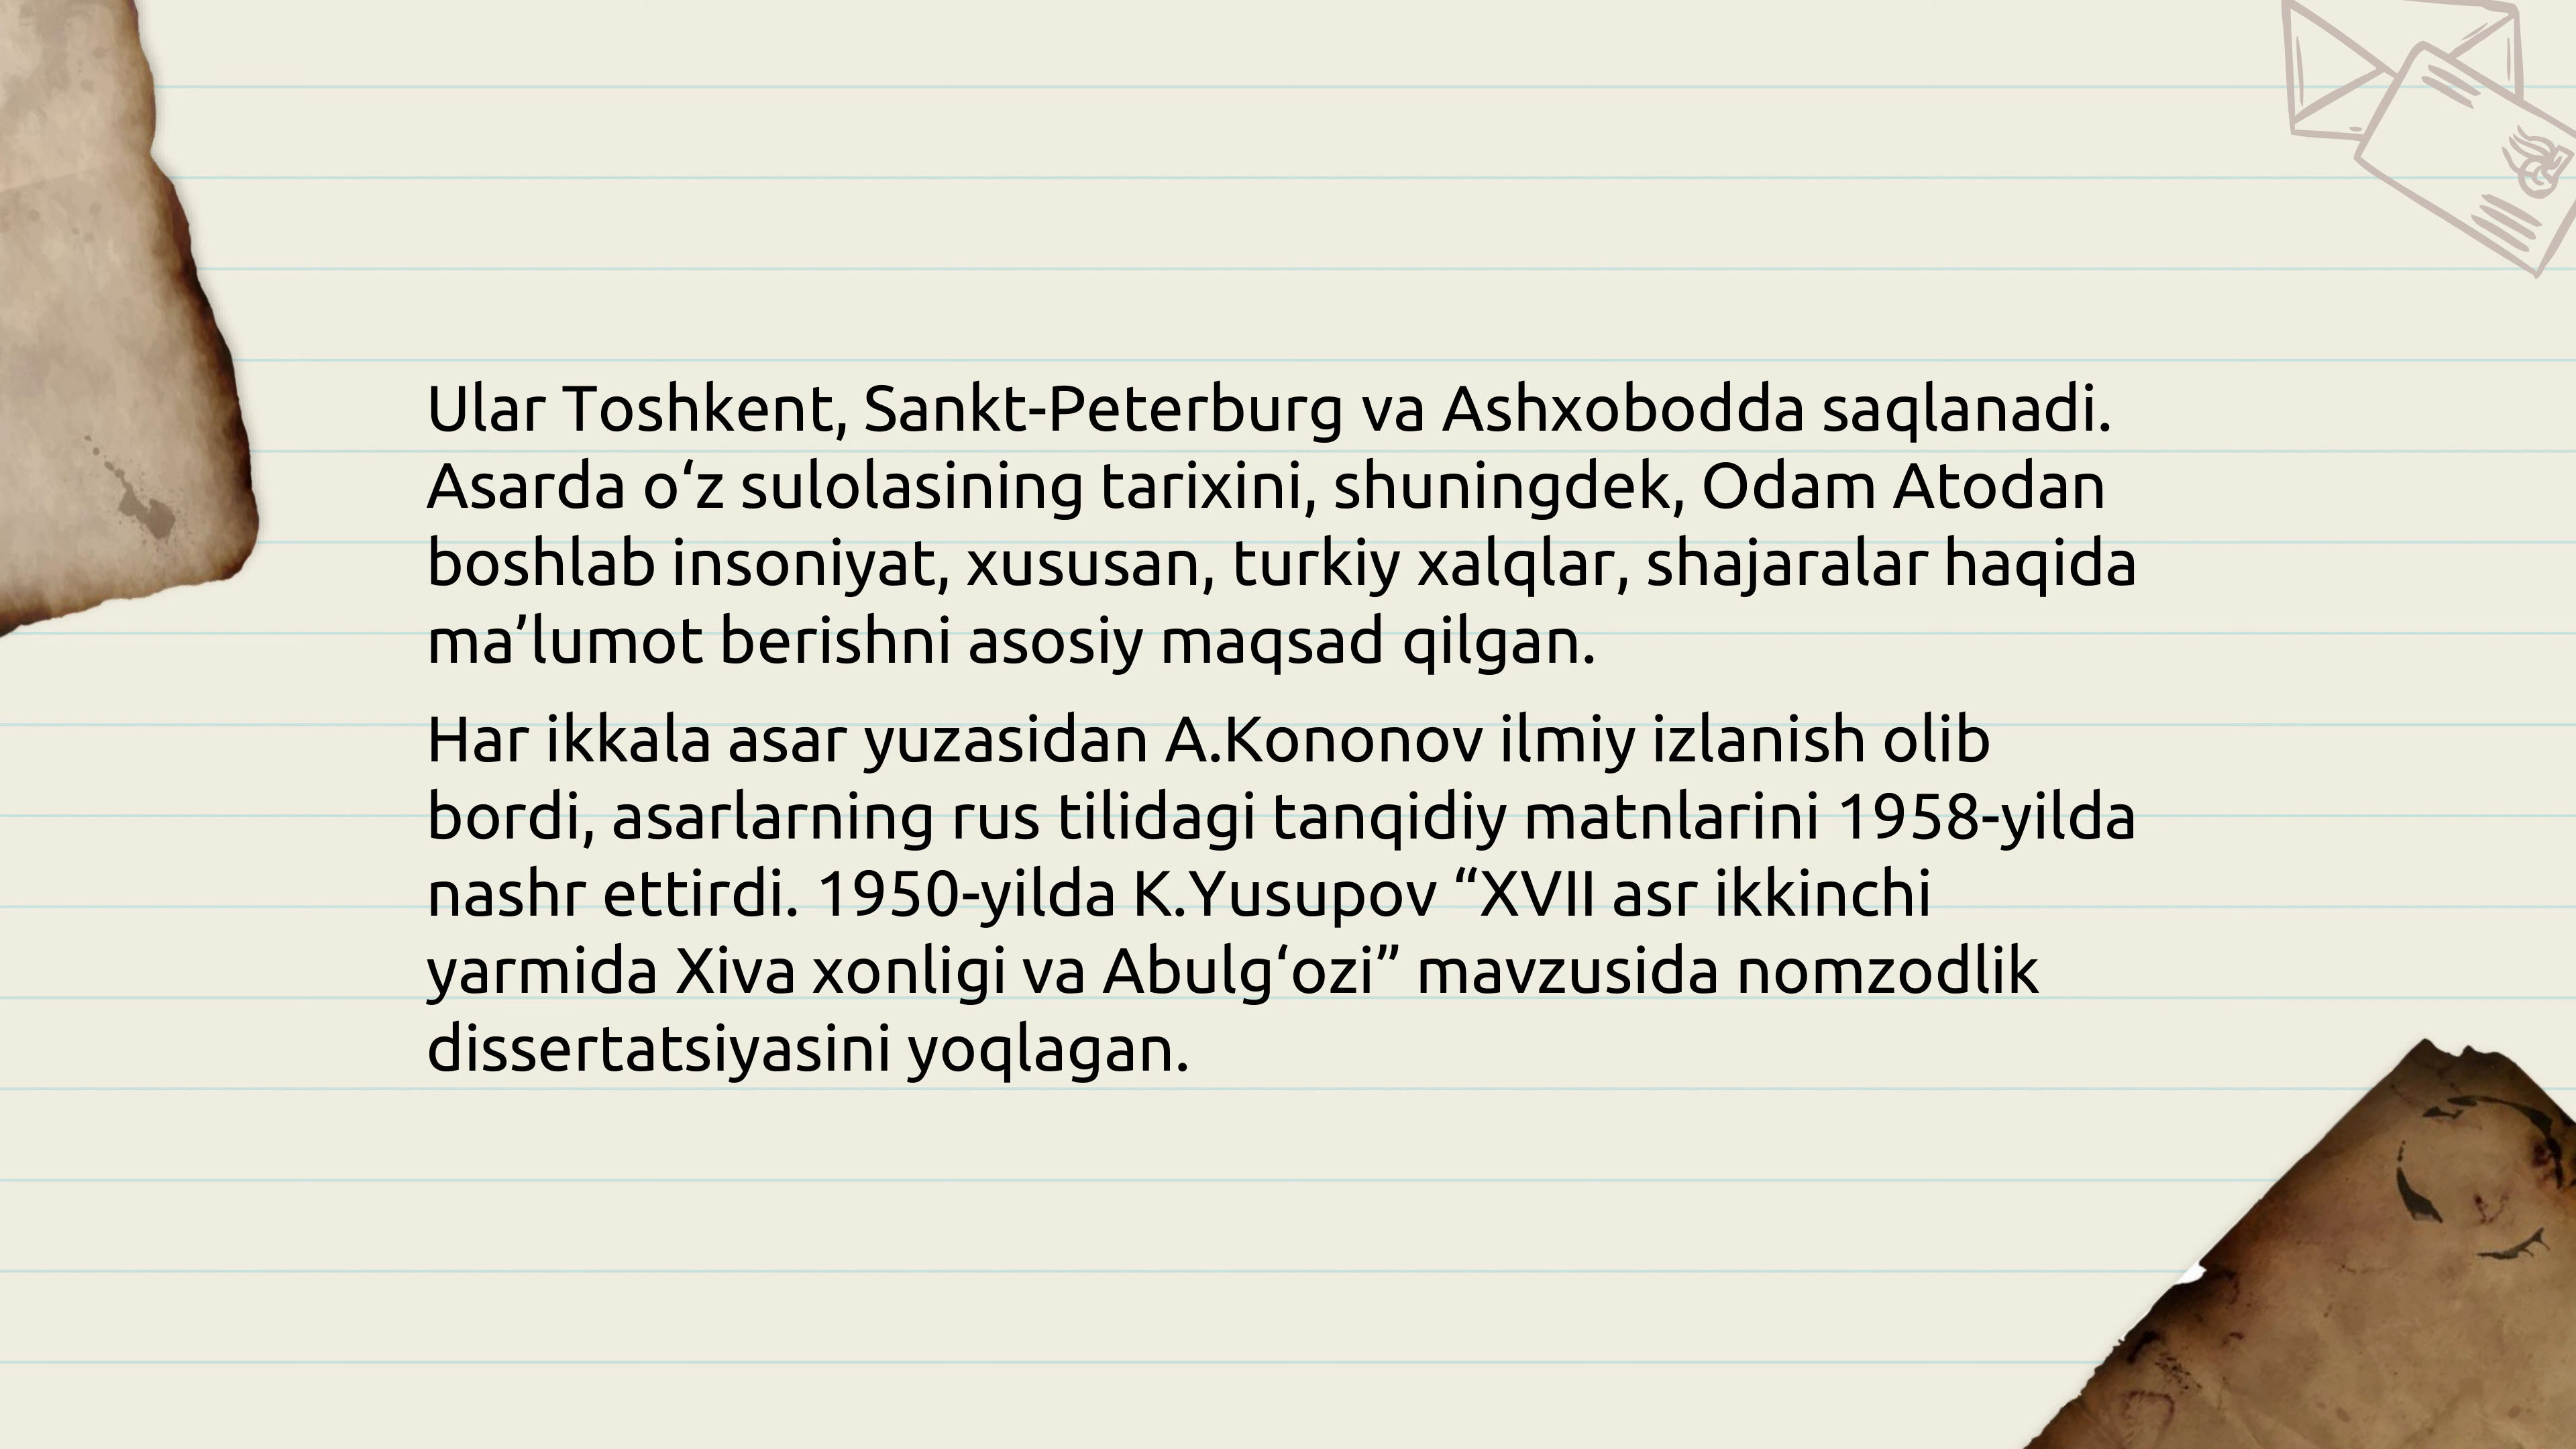 Ular Toshkent, Sankt-Peterburg va Ashxobodda saqlanadi.
Asarda o‘z sulolasining tarixini, shuningdek, Odam Atodan
boshlab insoniyat, xususan, turkiy xalqlar, shajaralar haqida
ma’lumot berishni asosiy maqsad qilgan.
Har ikkala asar yuzasidan A.Kononov ilmiy izlanish olib
bordi, asarlarning rus tilidagi tanqidiy matnlarini 1958-yilda
nashr ettirdi. 1950-yilda K.Yusupov “XVII asr ikkinchi
yarmida Xiva xonligi va Abulg‘ozi” mavzusida nomzodlik
dissertatsiyasini yoqlagan.